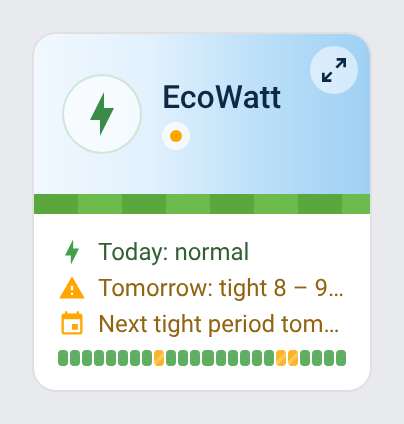 EcoWatt
Today: normal
Tomorrow: tight 8 – 9...
Next tight period tom...